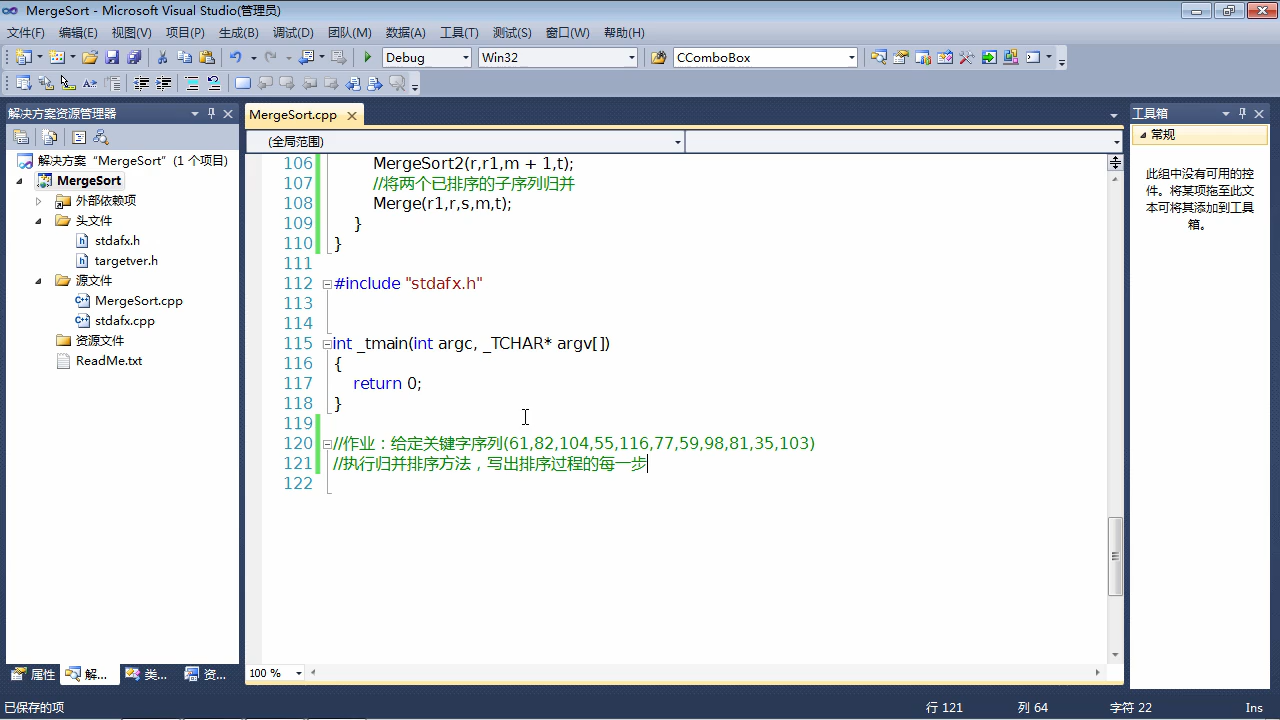 MergeSort - Microsoft Visual Studio(管理员)
文件(F) 编辑(E) 视图(V) 项目(P) 生成(B) 调试(D) 团队(M) 数据(A) 工具(T) 测试(S) 窗口(W) 帮助(H)
Debug Win32 CComboBox
解决方案资源管理器
解决方案 “MergeSort” (1 个项目)
MergeSort
外部依赖项
头文件
stdafx.h
targetver.h
源文件
MergeSort.cpp
stdafx.cpp
资源文件
ReadMe.txt
属性 解... 类... 资...
MergeSort.cpp
(全局范围)
106 MergeSort2(r,r1,m + 1,t);
107 //将两个已排序的子序列归并
108 Merge(r1,r,s,m,t);
109 }
110 }
111
112 #include "stdafx.h"
113
114
115 int _tmain(int argc, _TCHAR* argv[])
116 {
117 return 0;
118 }
119
120 //作业：给定关键字序列(61,82,104,55,116,77,59,98,81,35,103)
121 //执行归并排序方法，写出排序过程的每一步
122
100 %
工具箱
常规
此组中没有可用的控
件。将某项拖至此文
本可将其添加到工具
箱。
已保存的项 行 121 列 64 字符 22 Ins